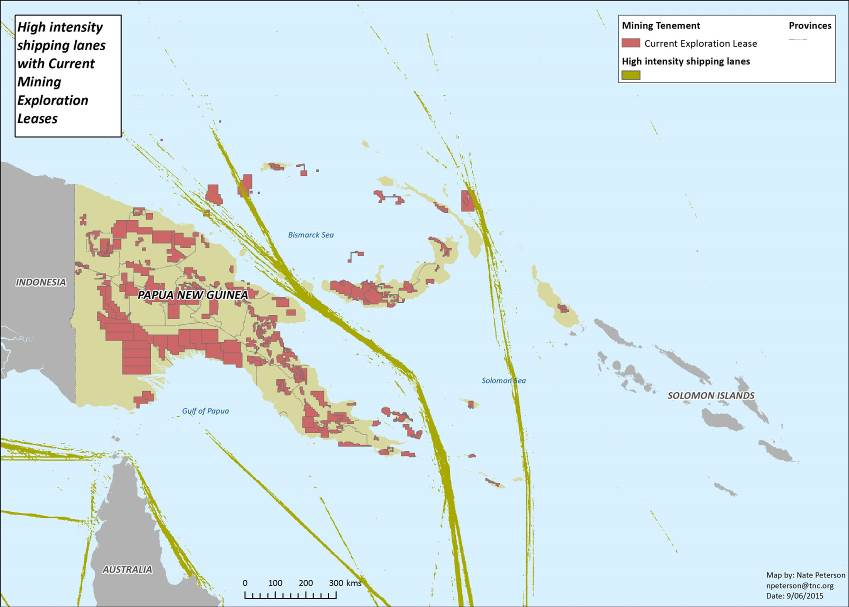 High intensity
shipping lanes
with Current
Mining
Exploration
Leases
Mining Tenement
Provinces
Current Exploration Lease
High intensity shipping lanes
Bismarck Sea
INDONESIA
PAPUA NEW GUINEA
Solomon Sea
SOLOMON ISLANDS
Gulf of Papua
AUSTRALIA
0 100 200 300 kms
Map by: Nate Peterson
npeterson@tnc.org
Date: 9/06/2015